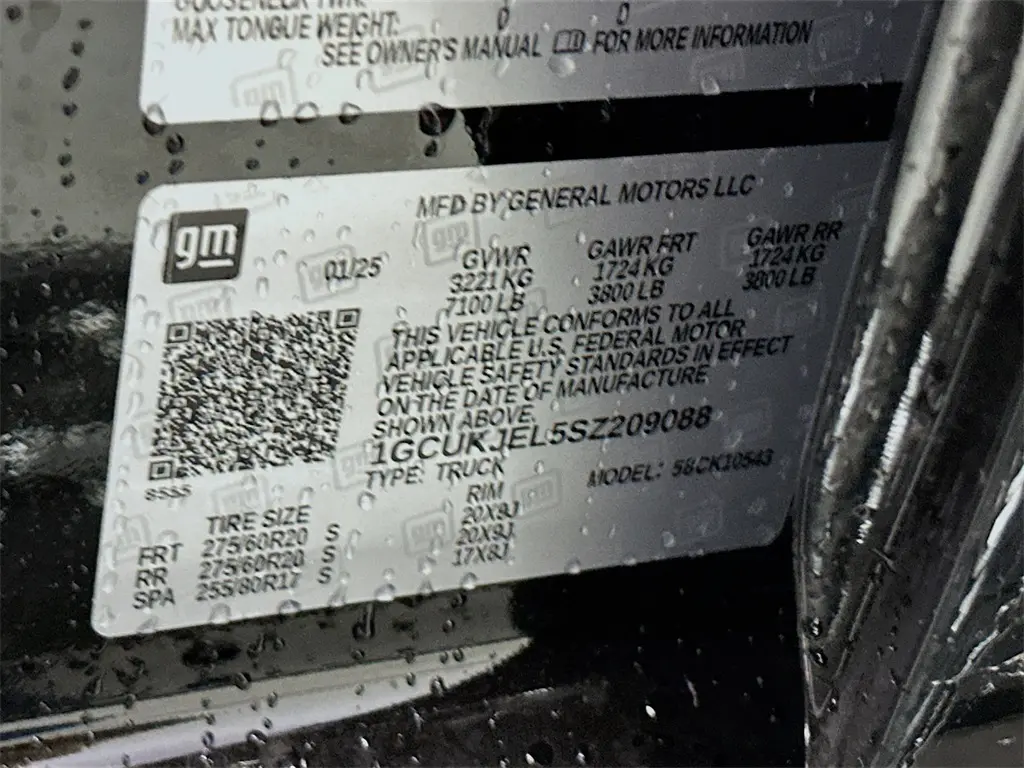 MAX TONGUE WEIGHT: 0 0
SEE OWNER'S MANUAL FOR MORE INFORMATION
gm
MFD BY GENERAL MOTORS LLC
01/25
GVWR GAWR FRT GAWR RR
3221 KG 1724 KG 1724 KG
7100 LB 3800 LB 3800 LB
THIS VEHICLE CONFORMS TO ALL
APPLICABLE U.S. FEDERAL MOTOR
VEHICLE SAFETY STANDARDS IN EFFECT
ON THE DATE OF MANUFACTURE
SHOWN ABOVE.
1GCUKJEL5SZ209088
TYPE: TRUCK MODEL: 58CK10543
8555
TIRE SIZE RIM
FRT 275/60R20 S 20X9J
RR 275/60R20 S 20X9J
SPA 255/80R17 S 17X8J